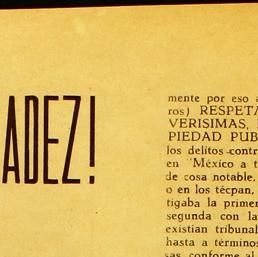 ADEZ!
mente por eso a
ros) RESPETA
VERISIMAS,
PIEDAD PUB
los delitos contr
en "México a t
de cosa notable,
o en los técpan,
tigaba la primer
segunda con la
existian tribunal
hasta a términos
sas, conforme al